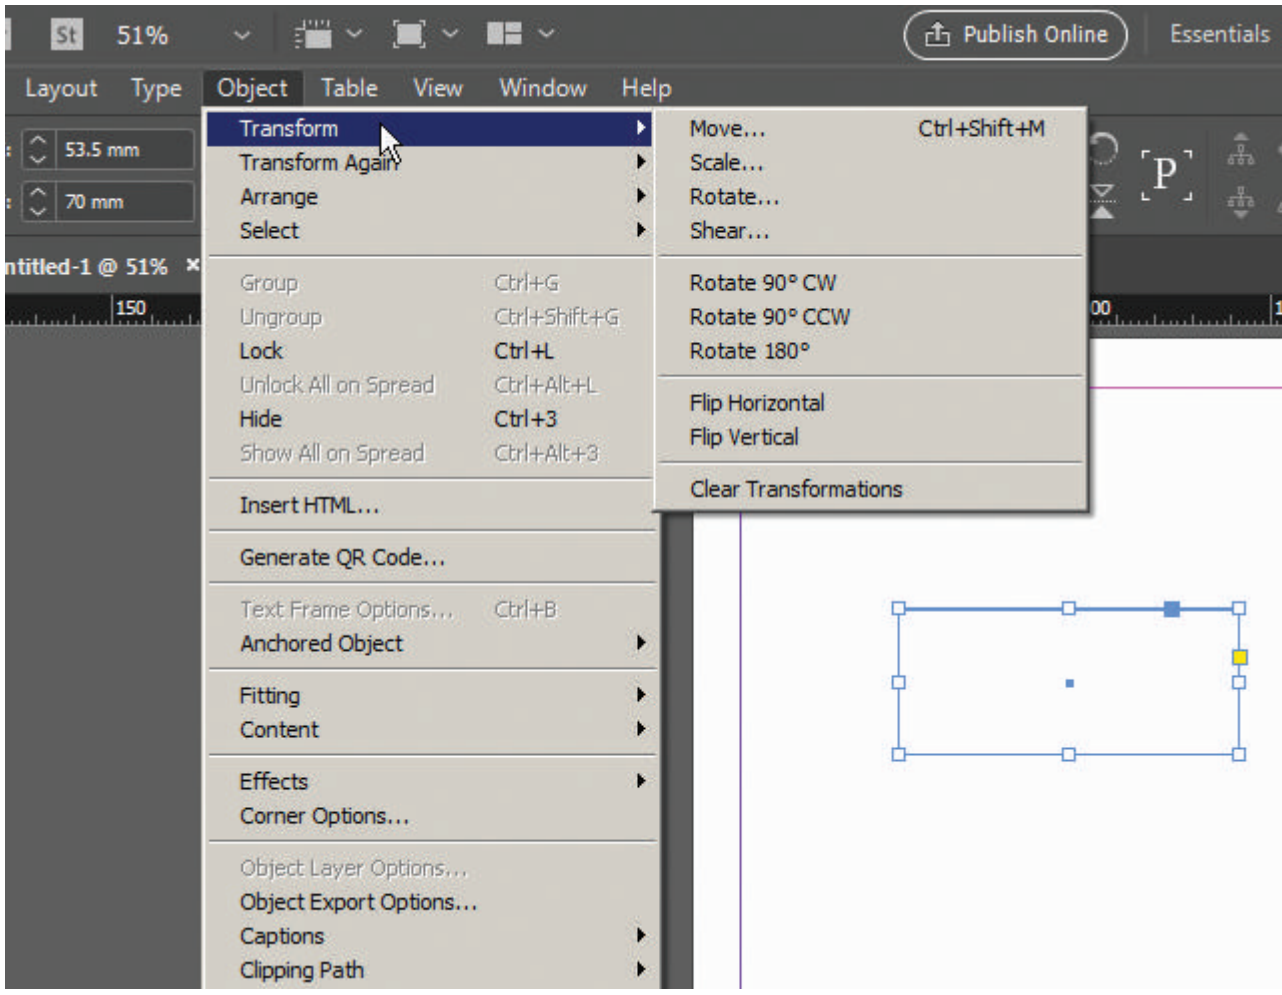 St 51% Publish Online Essentials
Layout Type Object Table View Window Help
53.5 mm
70 mm
ntitled-1 @ 51% ×
150
00
1
Transform
Transform Again
Arrange
Select
Group Ctrl+G
Ungroup Ctrl+Shift+G
Lock Ctrl+L
Unlock All on Spread Ctrl+Alt+L
Hide Ctrl+3
Show All on Spread Ctrl+Alt+3
Insert HTML...
Generate QR Code...
Text Frame Options... Ctrl+B
Anchored Object
Fitting
Content
Effects
Corner Options...
Object Layer Options...
Object Export Options...
Captions
Clipping Path
Move... Ctrl+Shift+M
Scale...
Rotate...
Shear...
Rotate 90° CW
Rotate 90° CCW
Rotate 180°
Flip Horizontal
Flip Vertical
Clear Transformations
P